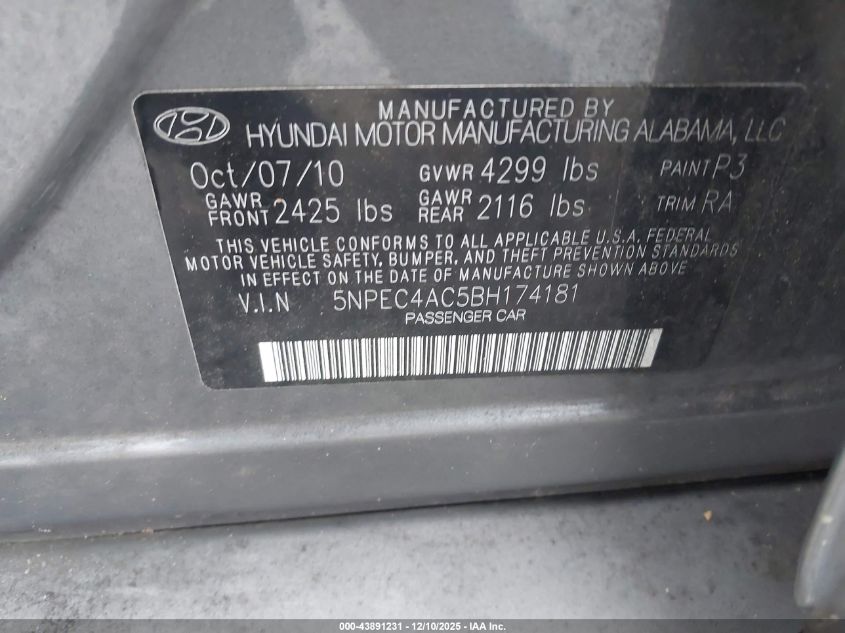 MANUFACTURED BY
HYUNDAI MOTOR MANUFACTURING ALABAMA, LLC
Oct/07/10 GVWR 4299 lbs PAINT P3
GAWR FRONT 2425 lbs GAWR REAR 2116 lbs TRIM RA
THIS VEHICLE CONFORMS TO ALL APPLICABLE U.S.A. FEDERAL
MOTOR VEHICLE SAFETY, BUMPER, AND THEFT PREVENTION STANDARDS
IN EFFECT ON THE DATE OF MANUFACTURE SHOWN ABOVE
V.I.N 5NPEC4AC5BH174181
PASSENGER CAR
000-43891231 - 12/10/2025 - IAA Inc.